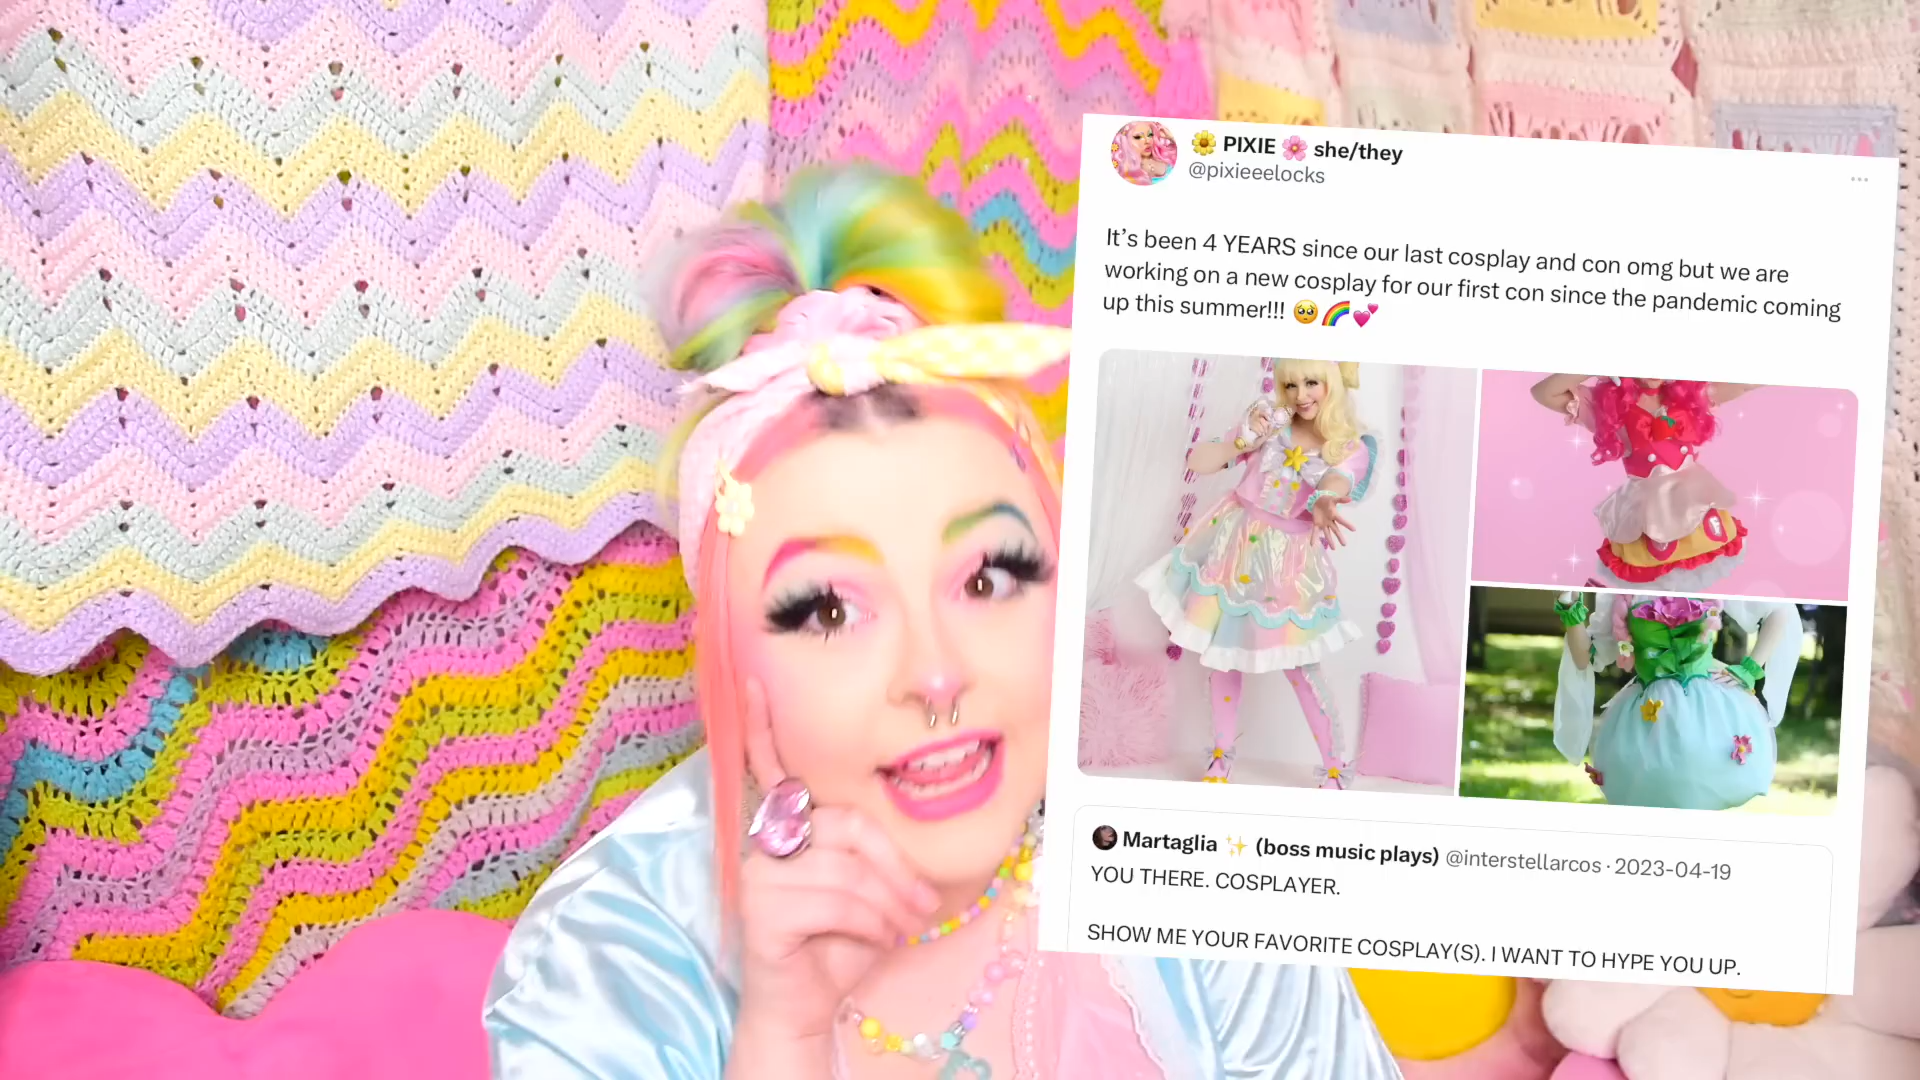 🌼 PIXIE 🌸 she/they
@pixieeelocks
It’s been 4 YEARS since our last cosplay and con omg but we are
working on a new cosplay for our first con since the pandemic coming
up this summer!!! 🥺🌈💕
Martaglia ✨ (boss music plays) @interstellarcos · 2023-04-19
YOU THERE. COSPLAYER.
SHOW ME YOUR FAVORITE COSPLAY(S). I WANT TO HYPE YOU UP.